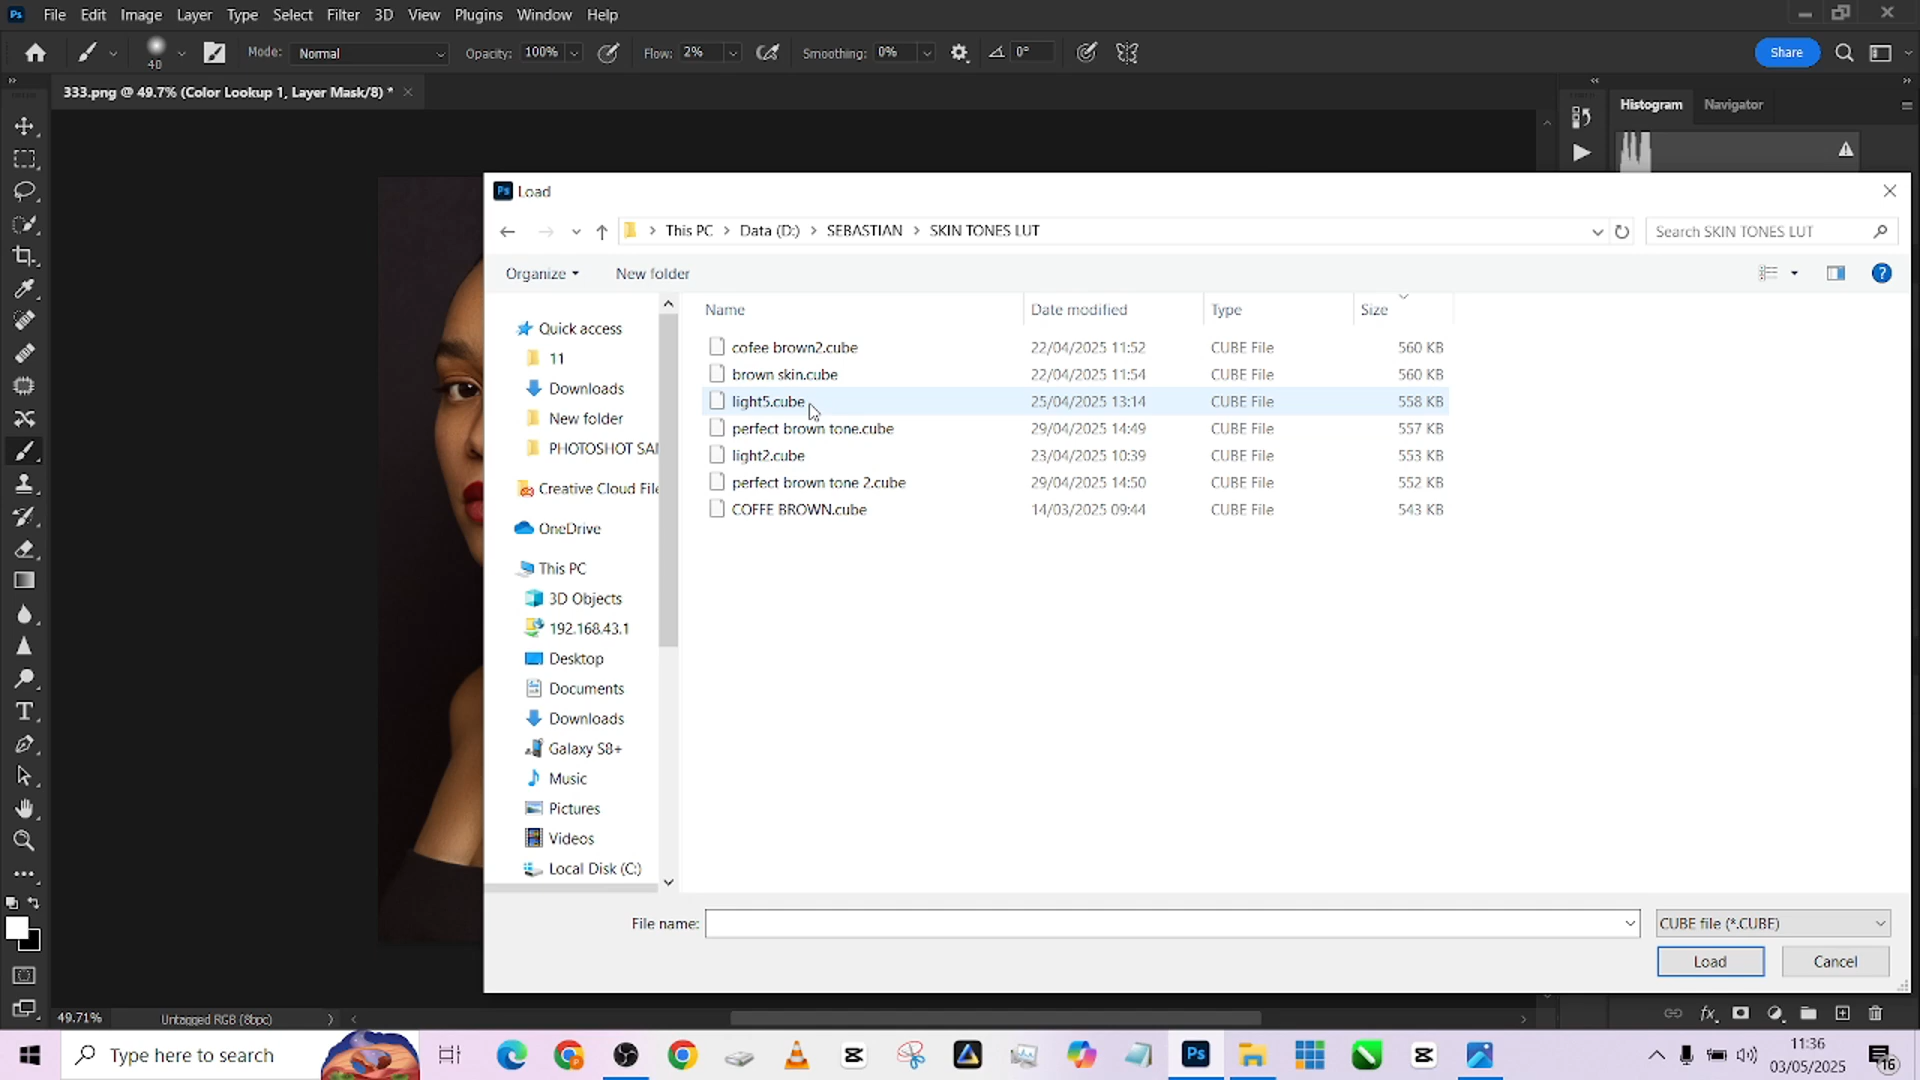 Ps File Edit Image Layer Type Select Filter 3D View Plugins Window Help
40 Mode: Normal Opacity: 100% Flow: 2% Smoothing: 0% 0° Share
333.png @ 49.7% (Color Lookup 1, Layer Mask/8) *
Histogram Navigator
Ps Load
This PC Data (D:) SEBASTIAN SKIN TONES LUT Search SKIN TONES LUT
Organize New folder
Name Date modified Type Size
cofee brown2.cube 22/04/2025 11:52 CUBE File 560 KB
brown skin.cube 22/04/2025 11:54 CUBE File 560 KB
light5.cube 25/04/2025 13:14 CUBE File 558 KB
perfect brown tone.cube 29/04/2025 14:49 CUBE File 557 KB
light2.cube 23/04/2025 10:39 CUBE File 553 KB
perfect brown tone 2.cube 29/04/2025 14:50 CUBE File 552 KB
COFFE BROWN.cube 14/03/2025 09:44 CUBE File 543 KB
Quick access
11
Downloads
New folder
PHOTOSHOT SA
Creative Cloud File
OneDrive
This PC
3D Objects
192.168.43.1
Desktop
Documents
Downloads
Galaxy S8+
Music
Pictures
Videos
Local Disk (C:)
File name: CUBE file (*.CUBE)
Load Cancel
49.71% Untagged RGB (8bpc)
Type here to search
Ps
11:36
03/05/2025
16